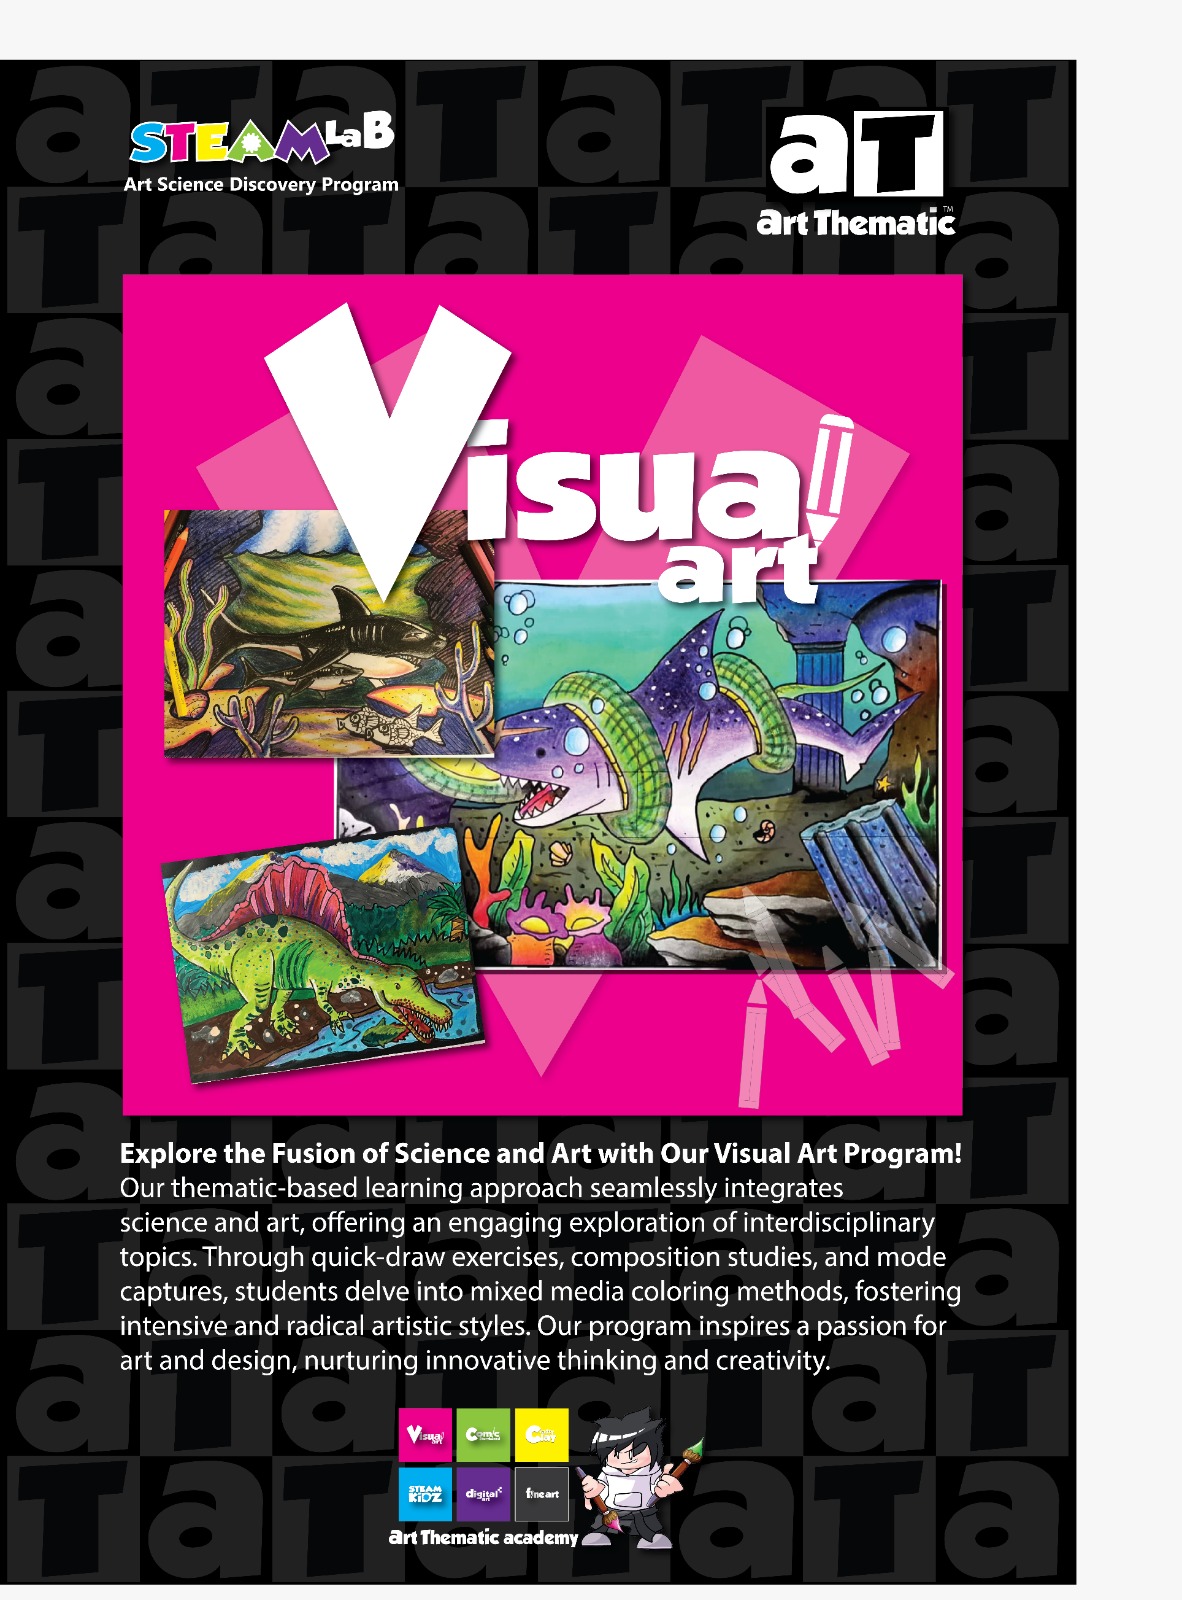 STEAM LaB
Art Science Discovery Program
aT
art Thematic™
Visual
art
Explore the Fusion of Science and Art with Our Visual Art Program!
Our thematic-based learning approach seamlessly integrates
science and art, offering an engaging exploration of interdisciplinary
topics. Through quick-draw exercises, composition studies, and mode
captures, students delve into mixed media coloring methods, fostering
intensive and radical artistic styles. Our program inspires a passion for
art and design, nurturing innovative thinking and creativity.
Visual art
STEAM KiDZ
digital art
fine art
art Thematic academy